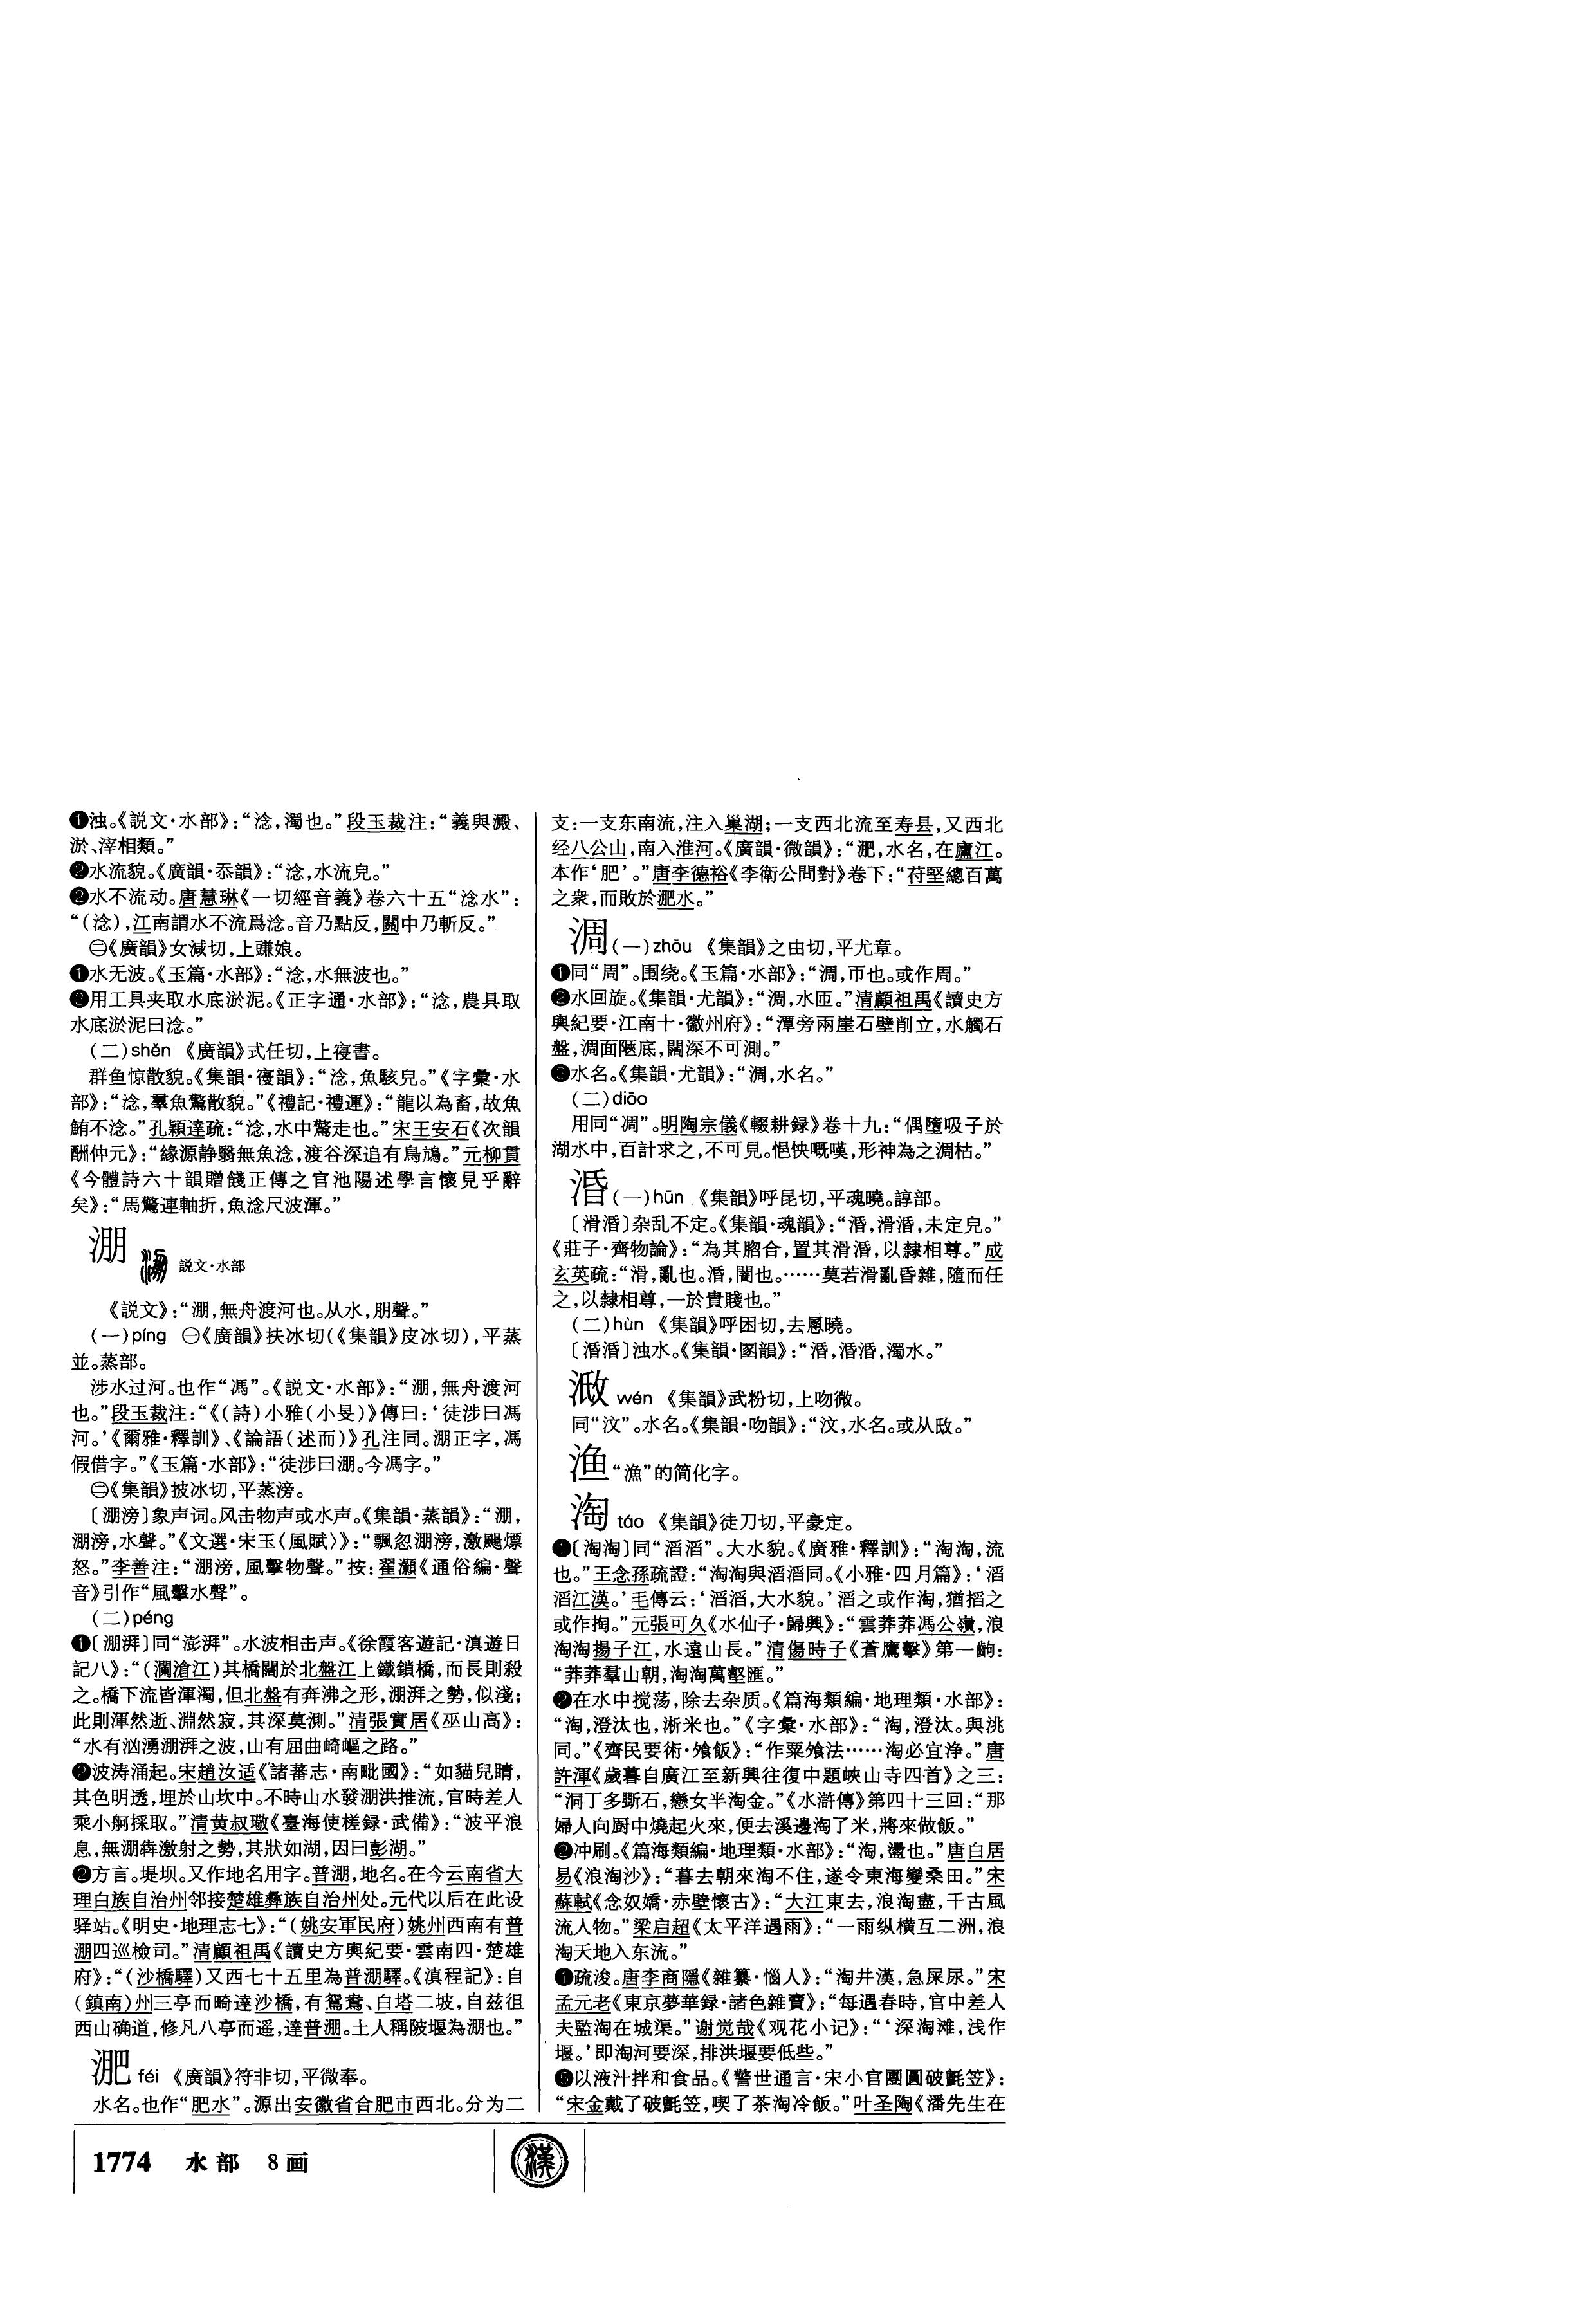 ❶浊。《説文·水部》：“淰，濁也。”段玉裁注：“義與澱、
淤、滓相類。”
❷水流貌。《廣韻·忝韻》：“淰，水流皃。”
❷水不流动。唐慧琳《一切經音義》卷六十五“淰水”：
“(淰)，江南謂水不流爲淰。音乃點反，關中乃斬反。”
㊁《廣韻》女減切，上豏娘。
❶水无波。《玉篇·水部》：“淰，水無波也。”
❷用工具夹取水底淤泥。《正字通·水部》：“淰，農具取
水底淤泥曰淰。”
(二)shěn 《廣韻》式任切，上寑書。
群鱼惊散貌。《集韻·寑韻》：“淰，魚駭皃。”《字彙·水
部》：“淰，羣魚驚散貌。”《禮記·禮運》：“龍以為畜，故魚
鮪不淰。”孔穎達疏：“淰，水中驚走也。”宋王安石《次韻
酬仲元》：“緣源静翳無魚淰，渡谷深追有鳥鴆。”元柳貫
《今體詩六十韻贈餞正傳之官池陽述學言懷見乎辭
矣》：“馬驚連軸折，魚淰尺波渾。”
淜
説文·水部
《説文》：“淜，無舟渡河也。从水，朋聲。”
(一)píng ㊀《廣韻》扶冰切(《集韻》皮冰切)，平蒸
並。蒸部。
涉水过河。也作“馮”。《説文·水部》：“淜，無舟渡河
也。”段玉裁注：“《(詩)小雅(小旻)》傳曰：‘徒涉曰馮
河。’《爾雅·釋訓》、《論語(述而)》孔注同。淜正字，馮
假借字。”《玉篇·水部》：“徒涉曰淜。今馮字。”
㊁《集韻》披冰切，平蒸滂。
〔淜滂〕象声词。风击物声或水声。《集韻·蒸韻》：“淜，
淜滂，水聲。”《文選·宋玉〈風賦〉》：“飄忽淜滂，激颺熛
怒。”李善注：“淜滂，風擊物聲。”按：翟灝《通俗編·聲
音》引作“風擊水聲”。
(二)péng
❶〔淜湃〕同“澎湃”。水波相击声。《徐霞客遊記·滇遊日
記八》：“(瀾滄江)其橋闊於北盤江上鐵鎖橋，而長則殺
之。橋下流皆渾濁，但北盤有奔沸之形，淜湃之勢，似淺；
此則渾然逝、淵然寂，其深莫測。”清張實居《巫山高》：
“水有汹湧淜湃之波，山有屈曲崎嶇之路。”
❷波涛涌起。宋趙汝适《諸蕃志·南毗國》：“如貓兒睛，
其色明透，埋於山坎中。不時山水發淜洪推流，官時差人
乘小舸採取。”清黄叔璥《臺海使槎録·武備》：“波平浪
息，無淜犇激射之勢，其狀如湖，因曰彭湖。”
❷方言。堤坝。又作地名用字。普淜，地名。在今云南省大
理白族自治州邻接楚雄彝族自治州处。元代以后在此设
驿站。《明史·地理志七》：“(姚安軍民府)姚州西南有普
淜四巡檢司。”清顧祖禹《讀史方輿紀要·雲南四·楚雄
府》：“(沙橋驛)又西七十五里為普淜驛。《滇程記》：自
(鎮南)州三亭而畸達沙橋，有鴛鴦、白塔二坡，自兹徂
西山确道，修凡八亭而遥，達普淜。土人稱陂堰為淜也。”
淝 féi 《廣韻》符非切，平微奉。
水名。也作“肥水”。源出安徽省合肥市西北。分为二
支：一支东南流，注入巢湖；一支西北流至寿县，又西北
经八公山，南入淮河。《廣韻·微韻》：“淝，水名，在廬江。
本作‘肥’。”唐李德裕《李衛公問對》卷下：“苻堅總百萬
之衆，而敗於淝水。”
淍 (一)zhōu 《集韻》之由切，平尤章。
❶同“周”。围绕。《玉篇·水部》：“淍，帀也。或作周。”
❷水回旋。《集韻·尤韻》：“淍，水匝。”清顧祖禹《讀史方
輿紀要·江南十·徽州府》：“潭旁兩崖石壁削立，水觸石
盤，淍面陿底，闊深不可測。”
❸水名。《集韻·尤韻》：“淍，水名。”
(二)diāo
用同“凋”。明陶宗儀《輟耕録》卷十九：“偶墮吸子於
湖水中，百計求之，不可見。悒怏嘅嘆，形神為之淍枯。”
涽 (一)hūn 《集韻》呼昆切，平魂曉。諄部。
〔滑涽〕杂乱不定。《集韻·魂韻》：“涽，滑涽，未定皃。”
《莊子·齊物論》：“為其脗合，置其滑涽，以隸相尊。”成
玄英疏：“滑，亂也。涽，闇也。……莫若滑亂昏雜，隨而任
之，以隸相尊，一於貴賤也。”
(二)hùn 《集韻》呼困切，去慁曉。
〔涽涽〕浊水。《集韻·圂韻》：“涽，涽涽，濁水。”
wén 《集韻》武粉切，上吻微。
同“汶”。水名。《集韻·吻韻》：“汶，水名。或从敃。”
渔 “漁”的简化字。
淘 táo 《集韻》徒刀切，平豪定。
❶〔淘淘〕同“滔滔”。大水貌。《廣雅·釋訓》：“淘淘，流
也。”王念孫疏證：“淘淘與滔滔同。《小雅·四月篇》：‘滔
滔江漢。’毛傳云：‘滔滔，大水貌。’滔之或作淘，猶搯之
或作掏。”元張可久《水仙子·歸興》：“雲莽莽馮公嶺，浪
淘淘揚子江，水遠山長。”清傷時子《蒼鷹擊》第一齣：
“莽莽羣山朝，淘淘萬壑匯。”
❷在水中搅荡，除去杂质。《篇海類編·地理類·水部》：
“淘，澄汰也，淅米也。”《字彙·水部》：“淘，澄汰。與洮
同。”《齊民要術·飧飯》：“作粟飧法……淘必宜净。”唐
許渾《歲暮自廣江至新興往復中題峽山寺四首》之三：
“洞丁多斲石，戀女半淘金。”《水滸傳》第四十三回：“那
婦人向厨中燒起火來，便去溪邊淘了米，將來做飯。”
❷冲刷。《篇海類編·地理類·水部》：“淘，盪也。”唐白居
易《浪淘沙》：“暮去朝來淘不住，遂令東海變桑田。”宋
蘇軾《念奴嬌·赤壁懷古》：“大江東去，浪淘盡，千古風
流人物。”梁启超《太平洋遇雨》：“一雨纵横亙二洲，浪
淘天地入东流。”
❶疏浚。唐李商隱《雜纂·惱人》：“淘井漢，急屎尿。”宋
孟元老《東京夢華録·諸色雜賣》：“每遇春時，官中差人
夫監淘在城渠。”谢觉哉《观花小记》：“‘深淘滩，浅作
堰。’即淘河要深，排洪堰要低些。”
❺以液汁拌和食品。《警世通言·宋小官團圓破氈笠》：
“宋金戴了破氈笠，喫了茶淘冷飯。”叶圣陶《潘先生在
1774 水部 8画
漢